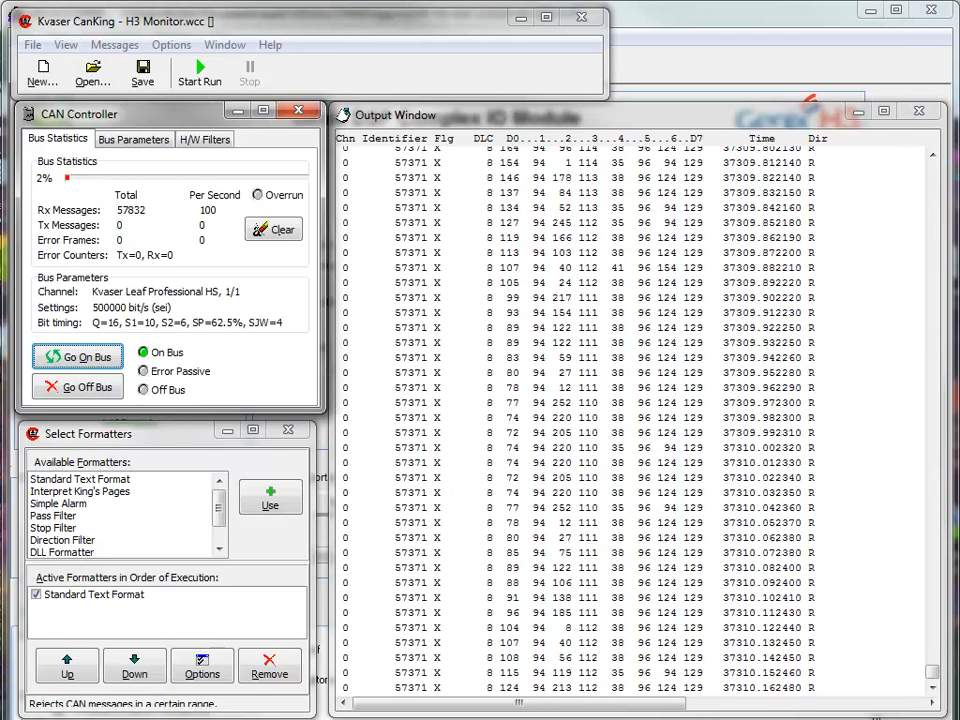 Kvaser CanKing - H3 Monitor.wcc []
File View Messages Options Window Help
New... Open... Save Start Run Stop
CAN Controller
Bus Statistics Bus Parameters H/W Filters
Bus Statistics
2%
Total Per Second Overrun
Rx Messages: 57832 100
Tx Messages: 0 0
Clear
Error Frames: 0 0
Error Counters: Tx=0, Rx=0
Bus Parameters
Channel: Kvaser Leaf Professional HS, 1/1
Settings: 500000 bit/s (sei)
Bit timing: Q=16, S1=10, S2=6, SP=62.5%, SJW=4
Go On Bus On Bus
Error Passive
Go Off Bus Off Bus
Select Formatters
Available Formatters:
Standard Text Format
Interpret King's Pages
Simple Alarm
Pass Filter
Stop Filter
Direction Filter
DLL Formatter
Use
Active Formatters in Order of Execution:
Standard Text Format
Up Down Options Remove
Rejects CAN messages in a certain range.
Output Window
Chn Identifier Flg DLC D0...1...2...3...4...5...6..D7 Time Dir
0 57371 X 8 164 94 96 114 38 96 124 129 37309.802130 R
0 57371 X 8 154 94 1 114 35 96 94 129 37309.812140 R
0 57371 X 8 146 94 178 113 38 96 124 129 37309.822140 R
0 57371 X 8 137 94 84 113 38 96 124 129 37309.832150 R
0 57371 X 8 134 94 52 113 35 96 94 129 37309.842160 R
0 57371 X 8 127 94 245 112 35 96 94 129 37309.852180 R
0 57371 X 8 119 94 166 112 38 96 124 129 37309.862190 R
0 57371 X 8 113 94 103 112 38 96 124 129 37309.872200 R
0 57371 X 8 107 94 40 112 41 96 154 129 37309.882210 R
0 57371 X 8 105 94 24 112 38 96 124 129 37309.892220 R
0 57371 X 8 99 94 217 111 38 96 124 129 37309.902220 R
0 57371 X 8 93 94 154 111 38 96 124 129 37309.912230 R
0 57371 X 8 89 94 122 111 38 96 124 129 37309.922250 R
0 57371 X 8 89 94 122 111 35 96 94 129 37309.932250 R
0 57371 X 8 83 94 59 111 38 96 124 129 37309.942260 R
0 57371 X 8 80 94 27 111 38 96 124 129 37309.952280 R
0 57371 X 8 78 94 12 111 35 96 94 129 37309.962290 R
0 57371 X 8 77 94 252 110 38 96 124 129 37309.972300 R
0 57371 X 8 74 94 220 110 38 96 124 129 37309.982300 R
0 57371 X 8 72 94 205 110 38 96 124 129 37309.992310 R
0 57371 X 8 74 94 220 110 35 96 94 129 37310.002320 R
0 57371 X 8 74 94 220 110 38 96 124 129 37310.012330 R
0 57371 X 8 72 94 205 110 38 96 124 129 37310.022340 R
0 57371 X 8 74 94 220 110 38 96 124 129 37310.032350 R
0 57371 X 8 77 94 252 110 35 96 94 129 37310.042360 R
0 57371 X 8 78 94 12 111 38 96 124 129 37310.052370 R
0 57371 X 8 80 94 27 111 38 96 124 129 37310.062380 R
0 57371 X 8 85 94 75 111 38 96 124 129 37310.072380 R
0 57371 X 8 89 94 122 111 35 96 94 129 37310.082400 R
0 57371 X 8 88 94 106 111 38 96 124 129 37310.092400 R
0 57371 X 8 91 94 138 111 38 96 124 129 37310.102410 R
0 57371 X 8 96 94 185 111 38 96 124 129 37310.112430 R
0 57371 X 8 104 94 8 112 38 96 124 129 37310.122440 R
0 57371 X 8 107 94 40 112 38 96 124 129 37310.132450 R
0 57371 X 8 108 94 56 112 38 96 124 129 37310.142450 R
0 57371 X 8 115 94 119 112 35 96 94 129 37310.152460 R
0 57371 X 8 124 94 213 112 38 96 124 129 37310.162480 R